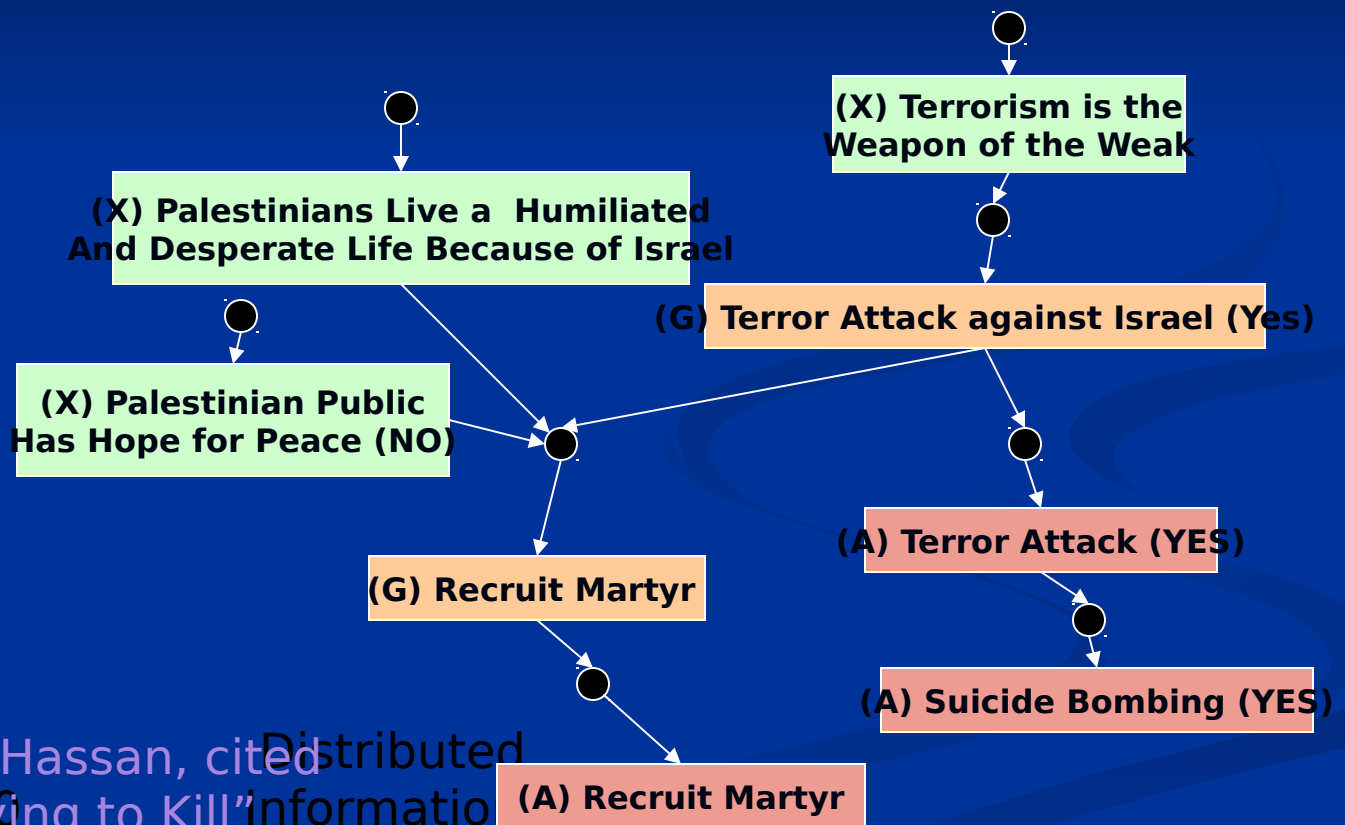 (X) Terrorism is the
Weapon of the Weak
(X) Palestinians Live a Humiliated
And Desperate Life Because of Israel
(G) Terror Attack against Israel (Yes)
(X) Palestinian Public
Has Hope for Peace (NO)
(A) Terror Attack (YES)
(G) Recruit Martyr
(A) Suicide Bombing (YES)
Hassan, cited
Distributed
to Kill”
(A) Recruit Martyr